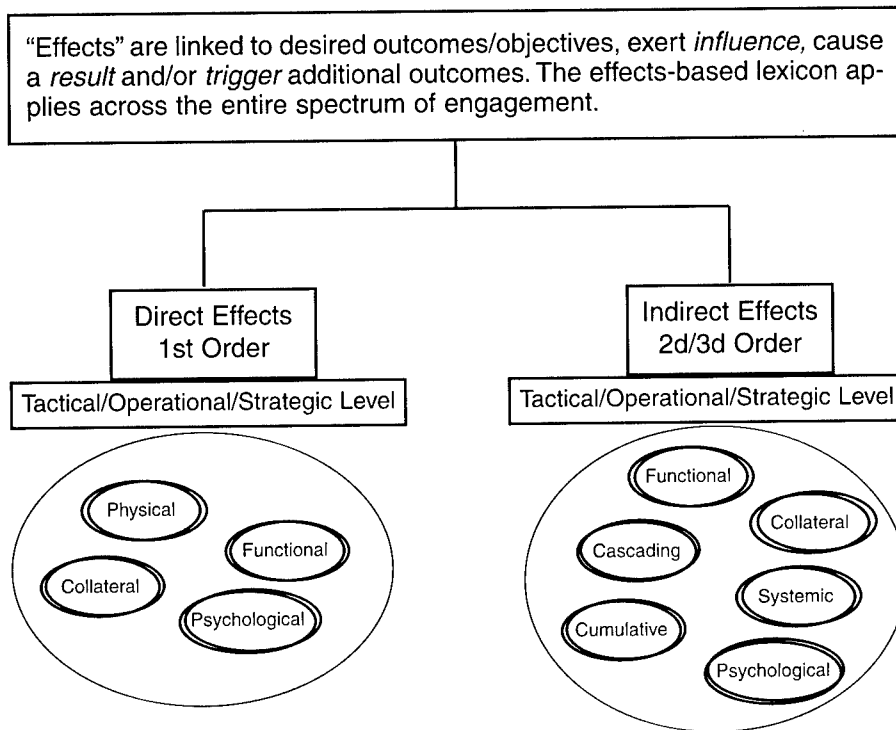 “Effects” are linked to desired outcomes/objectives, exert influence, cause
a result and/or trigger additional outcomes. The effects-based lexicon ap-
plies across the entire spectrum of engagement.
Direct Effects
1st Order
Tactical/Operational/Strategic Level
Physical
Functional
Collateral
Psychological
Indirect Effects
2d/3d Order
Tactical/Operational/Strategic Level
Functional
Collateral
Cascading
Systemic
Cumulative
Psychological